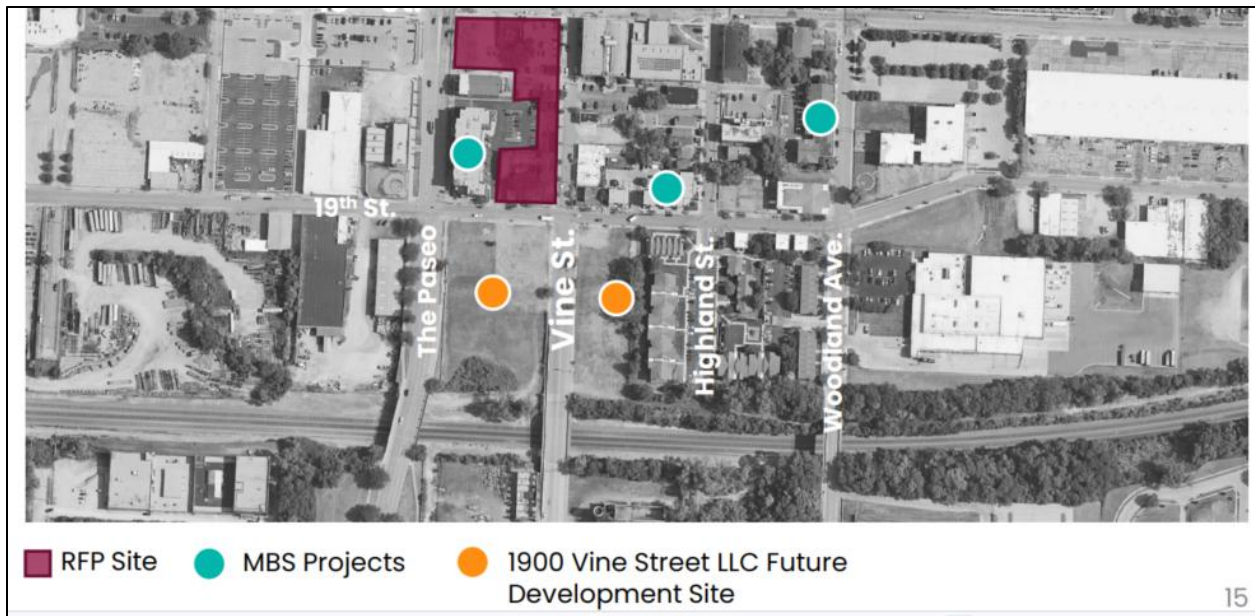 19th St.
The Paseo
Vine St.
Highland St.
Woodland Ave.
RFP Site
MBS Projects
1900 Vine Street LLC Future
Development Site
15